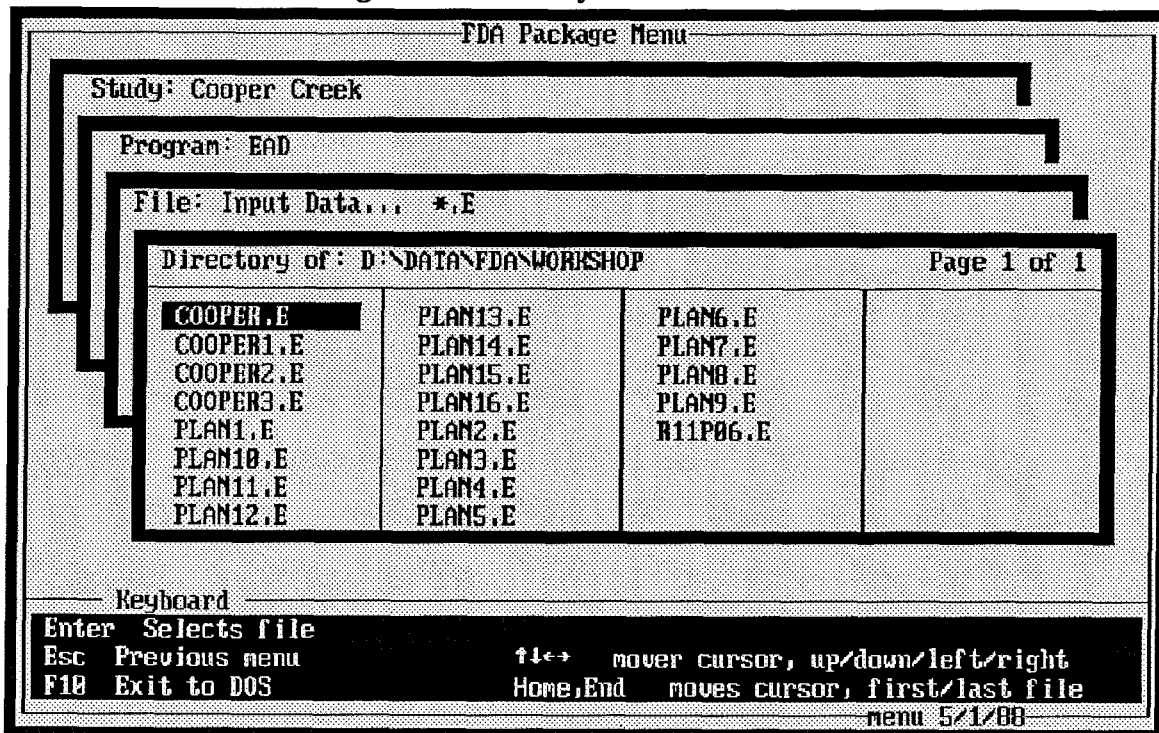 FDA Package Menu
Study: Cooper Creek
Program: EAD
File: Input Data... *.E
Directory of: D:\DATA\FDA\WORKSHOP Page 1 of 1
COOPER.E PLAN13.E PLAN6.E
COOPER1.E PLAN14.E PLAN7.E
COOPER2.E PLAN15.E PLAN8.E
COOPER3.E PLAN16.E PLAN9.E
PLAN1.E PLAN2.E R11P06.E
PLAN10.E PLAN3.E
PLAN11.E PLAN4.E
PLAN12.E PLAN5.E
Keyboard
Enter Selects file
Esc Previous menu ↑↓←→ mover cursor, up/down/left/right
F10 Exit to DOS Home,End moves cursor, first/last file
menu 5/1/88